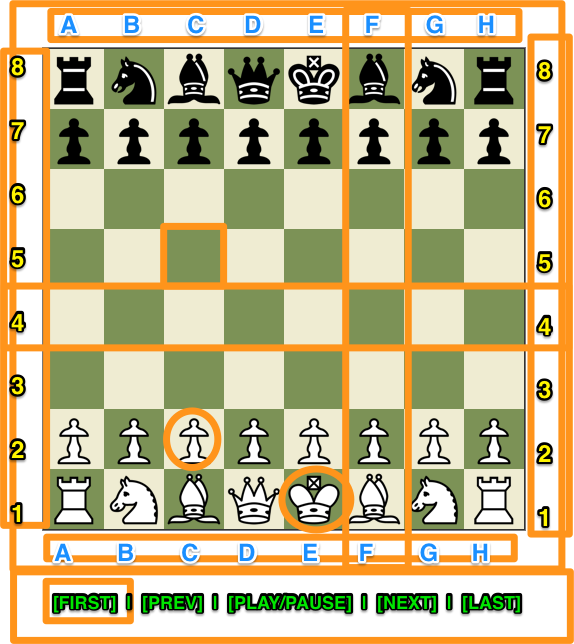 A B C D E F G H
8 8
7 7
6 6
5 5
4 4
3 3
2 2
1 1
A B C D E F G H
[FIRST] | [PREV] | [PLAY/PAUSE] | [NEXT] | [LAST]